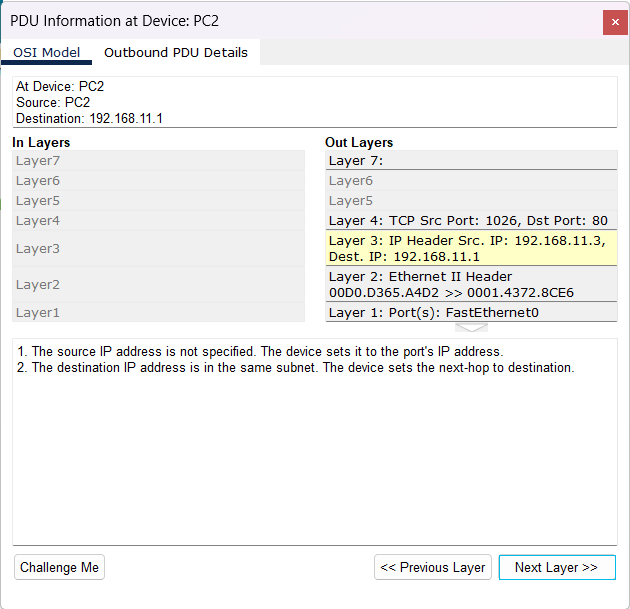 PDU Information at Device: PC2
OSI Model
Outbound PDU Details
At Device: PC2
Source: PC2
Destination: 192.168.11.1
In Layers
Layer7
Layer6
Layer5
Layer4
Layer3
Layer2
Layer1
Out Layers
Layer 7:
Layer6
Layer5
Layer 4: TCP Src Port: 1026, Dst Port: 80
Layer 3: IP Header Src. IP: 192.168.11.3,
Dest. IP: 192.168.11.1
Layer 2: Ethernet II Header
00D0.D365.A4D2 >> 0001.4372.8CE6
Layer 1: Port(s): FastEthernet0
1. The source IP address is not specified. The device sets it to the port's IP address.
2. The destination IP address is in the same subnet. The device sets the next-hop to destination.
Challenge Me
<< Previous Layer
Next Layer >>